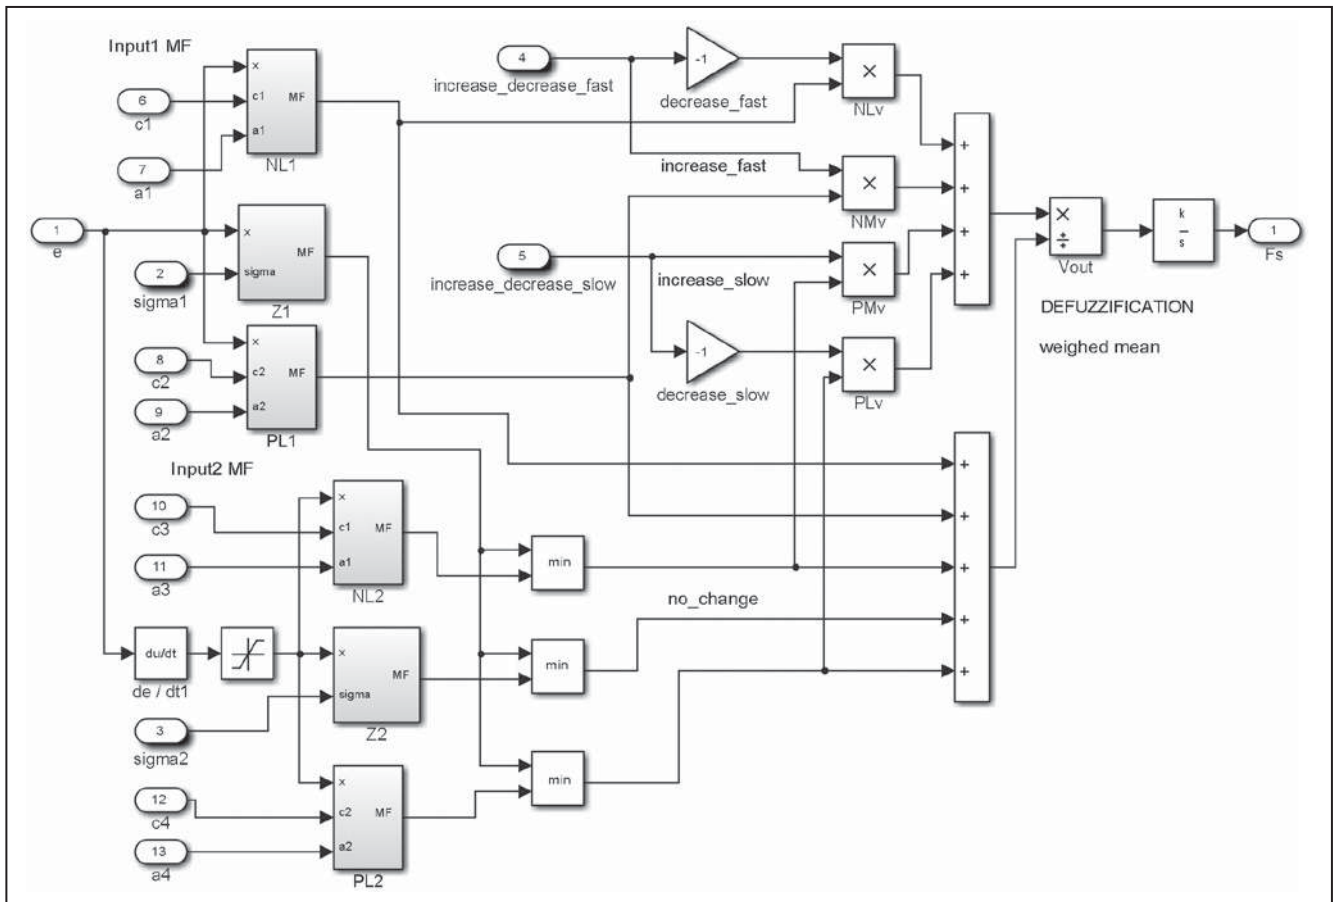 Input1 MF
6
c1
7
a1
x
c1
a1
MF
NL1
1
e
2
sigma1
x
sigma
MF
Z1
8
c2
9
a2
x
c2
a2
MF
PL1
Input2 MF
10
c3
11
a3
x
c1
a1
MF
NL2
du/dt
de / dt1
3
sigma2
x
sigma
MF
Z2
12
c4
13
a4
x
c2
a2
MF
PL2
4
increase_decrease_fast
-1
decrease_fast
×
NLv
increase_fast
×
NMv
5
increase_decrease_slow
increase_slow
×
PMv
-1
decrease_slow
×
PLv
min
no_change
min
min
+
+
+
+
+
+
+
+
+
×
÷
Vout
k
s
1
Fs
DEFUZZIFICATION
weighed mean